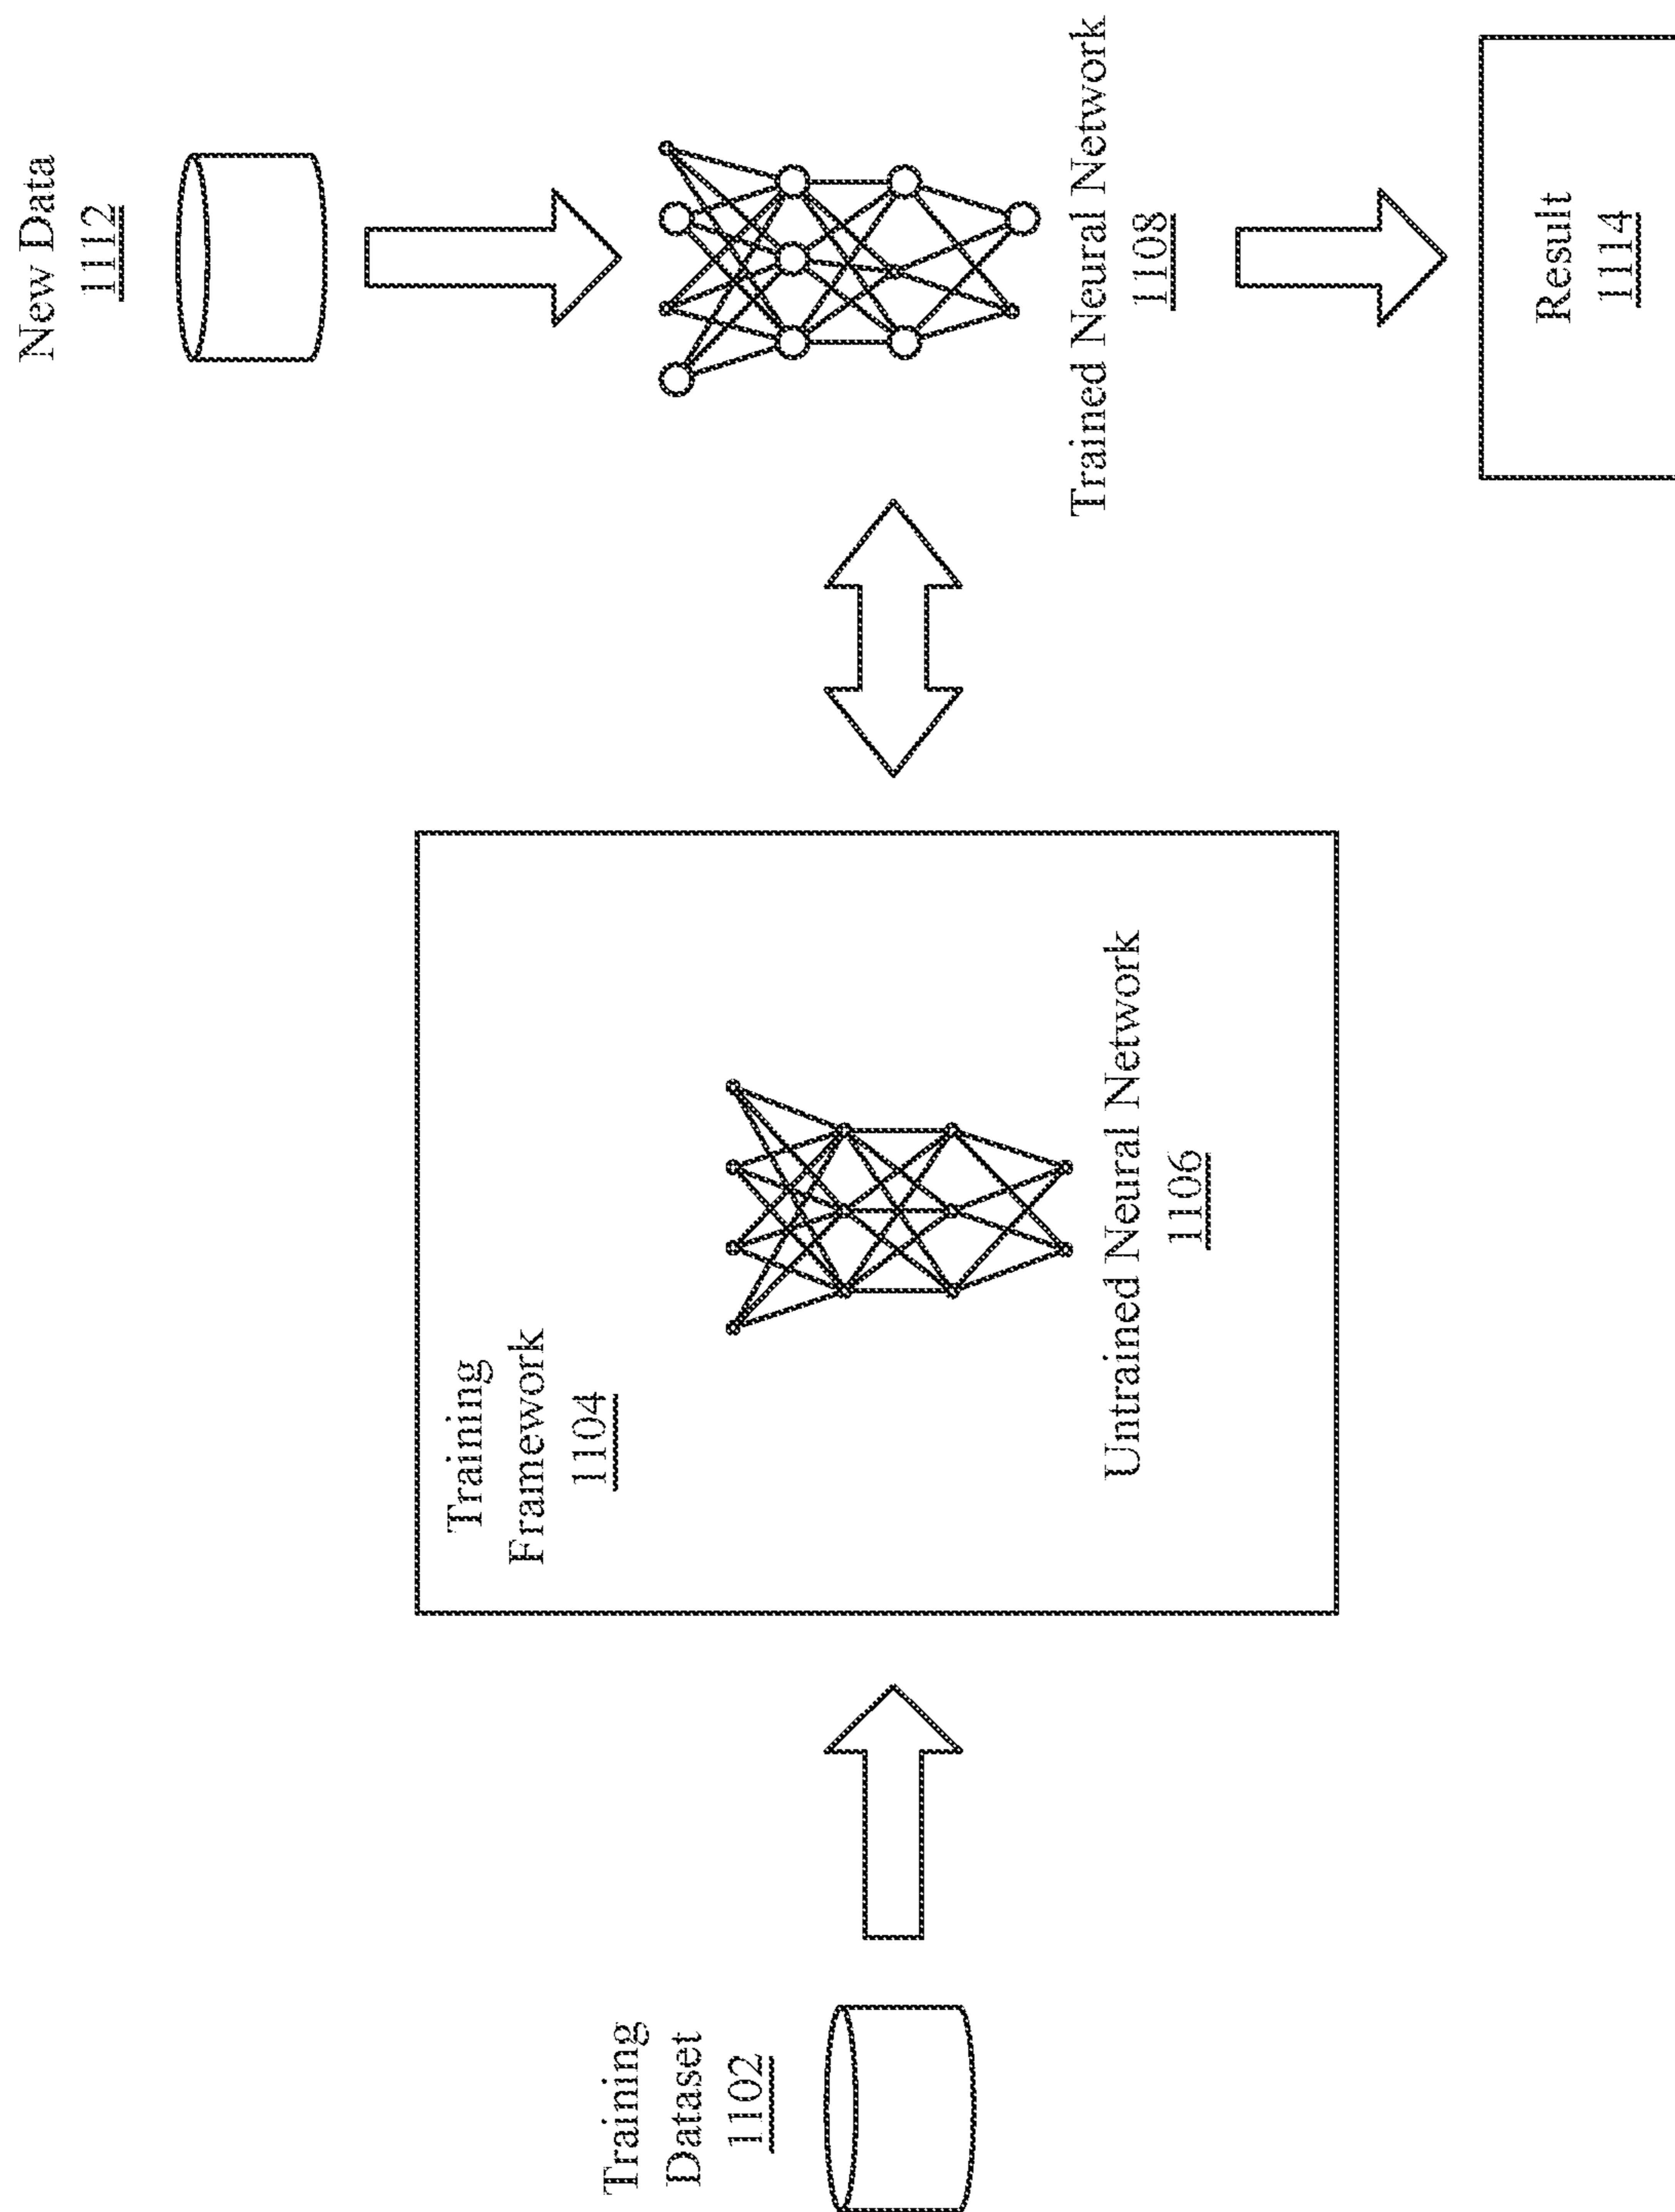 Training
Dataset
1102
Training
Framework
1104
Untrained Neural Network
1106
New Data
1112
Trained Neural Network
1108
Result
1114